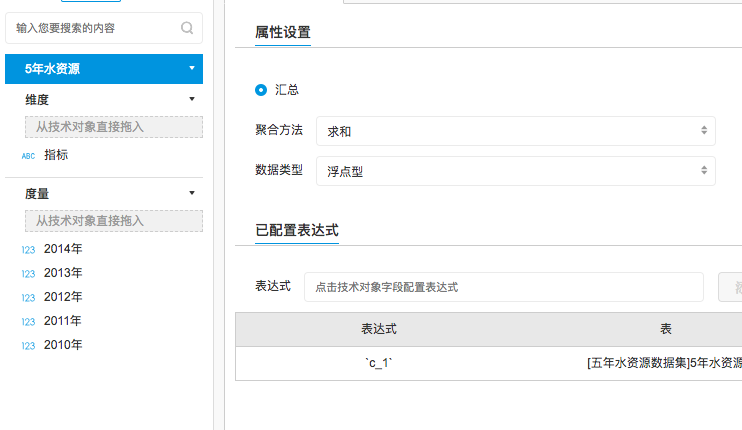 输入您要搜索的内容
5年水资源
维度
从技术对象直接拖入
ABC 指标
度量
从技术对象直接拖入
123 2014年
123 2013年
123 2012年
123 2011年
123 2010年
属性设置
汇总
聚合方法 求和
数据类型 浮点型
已配置表达式
表达式 点击技术对象字段配置表达式
表达式 表
`c_1` [五年水资源数据集]5年水资源